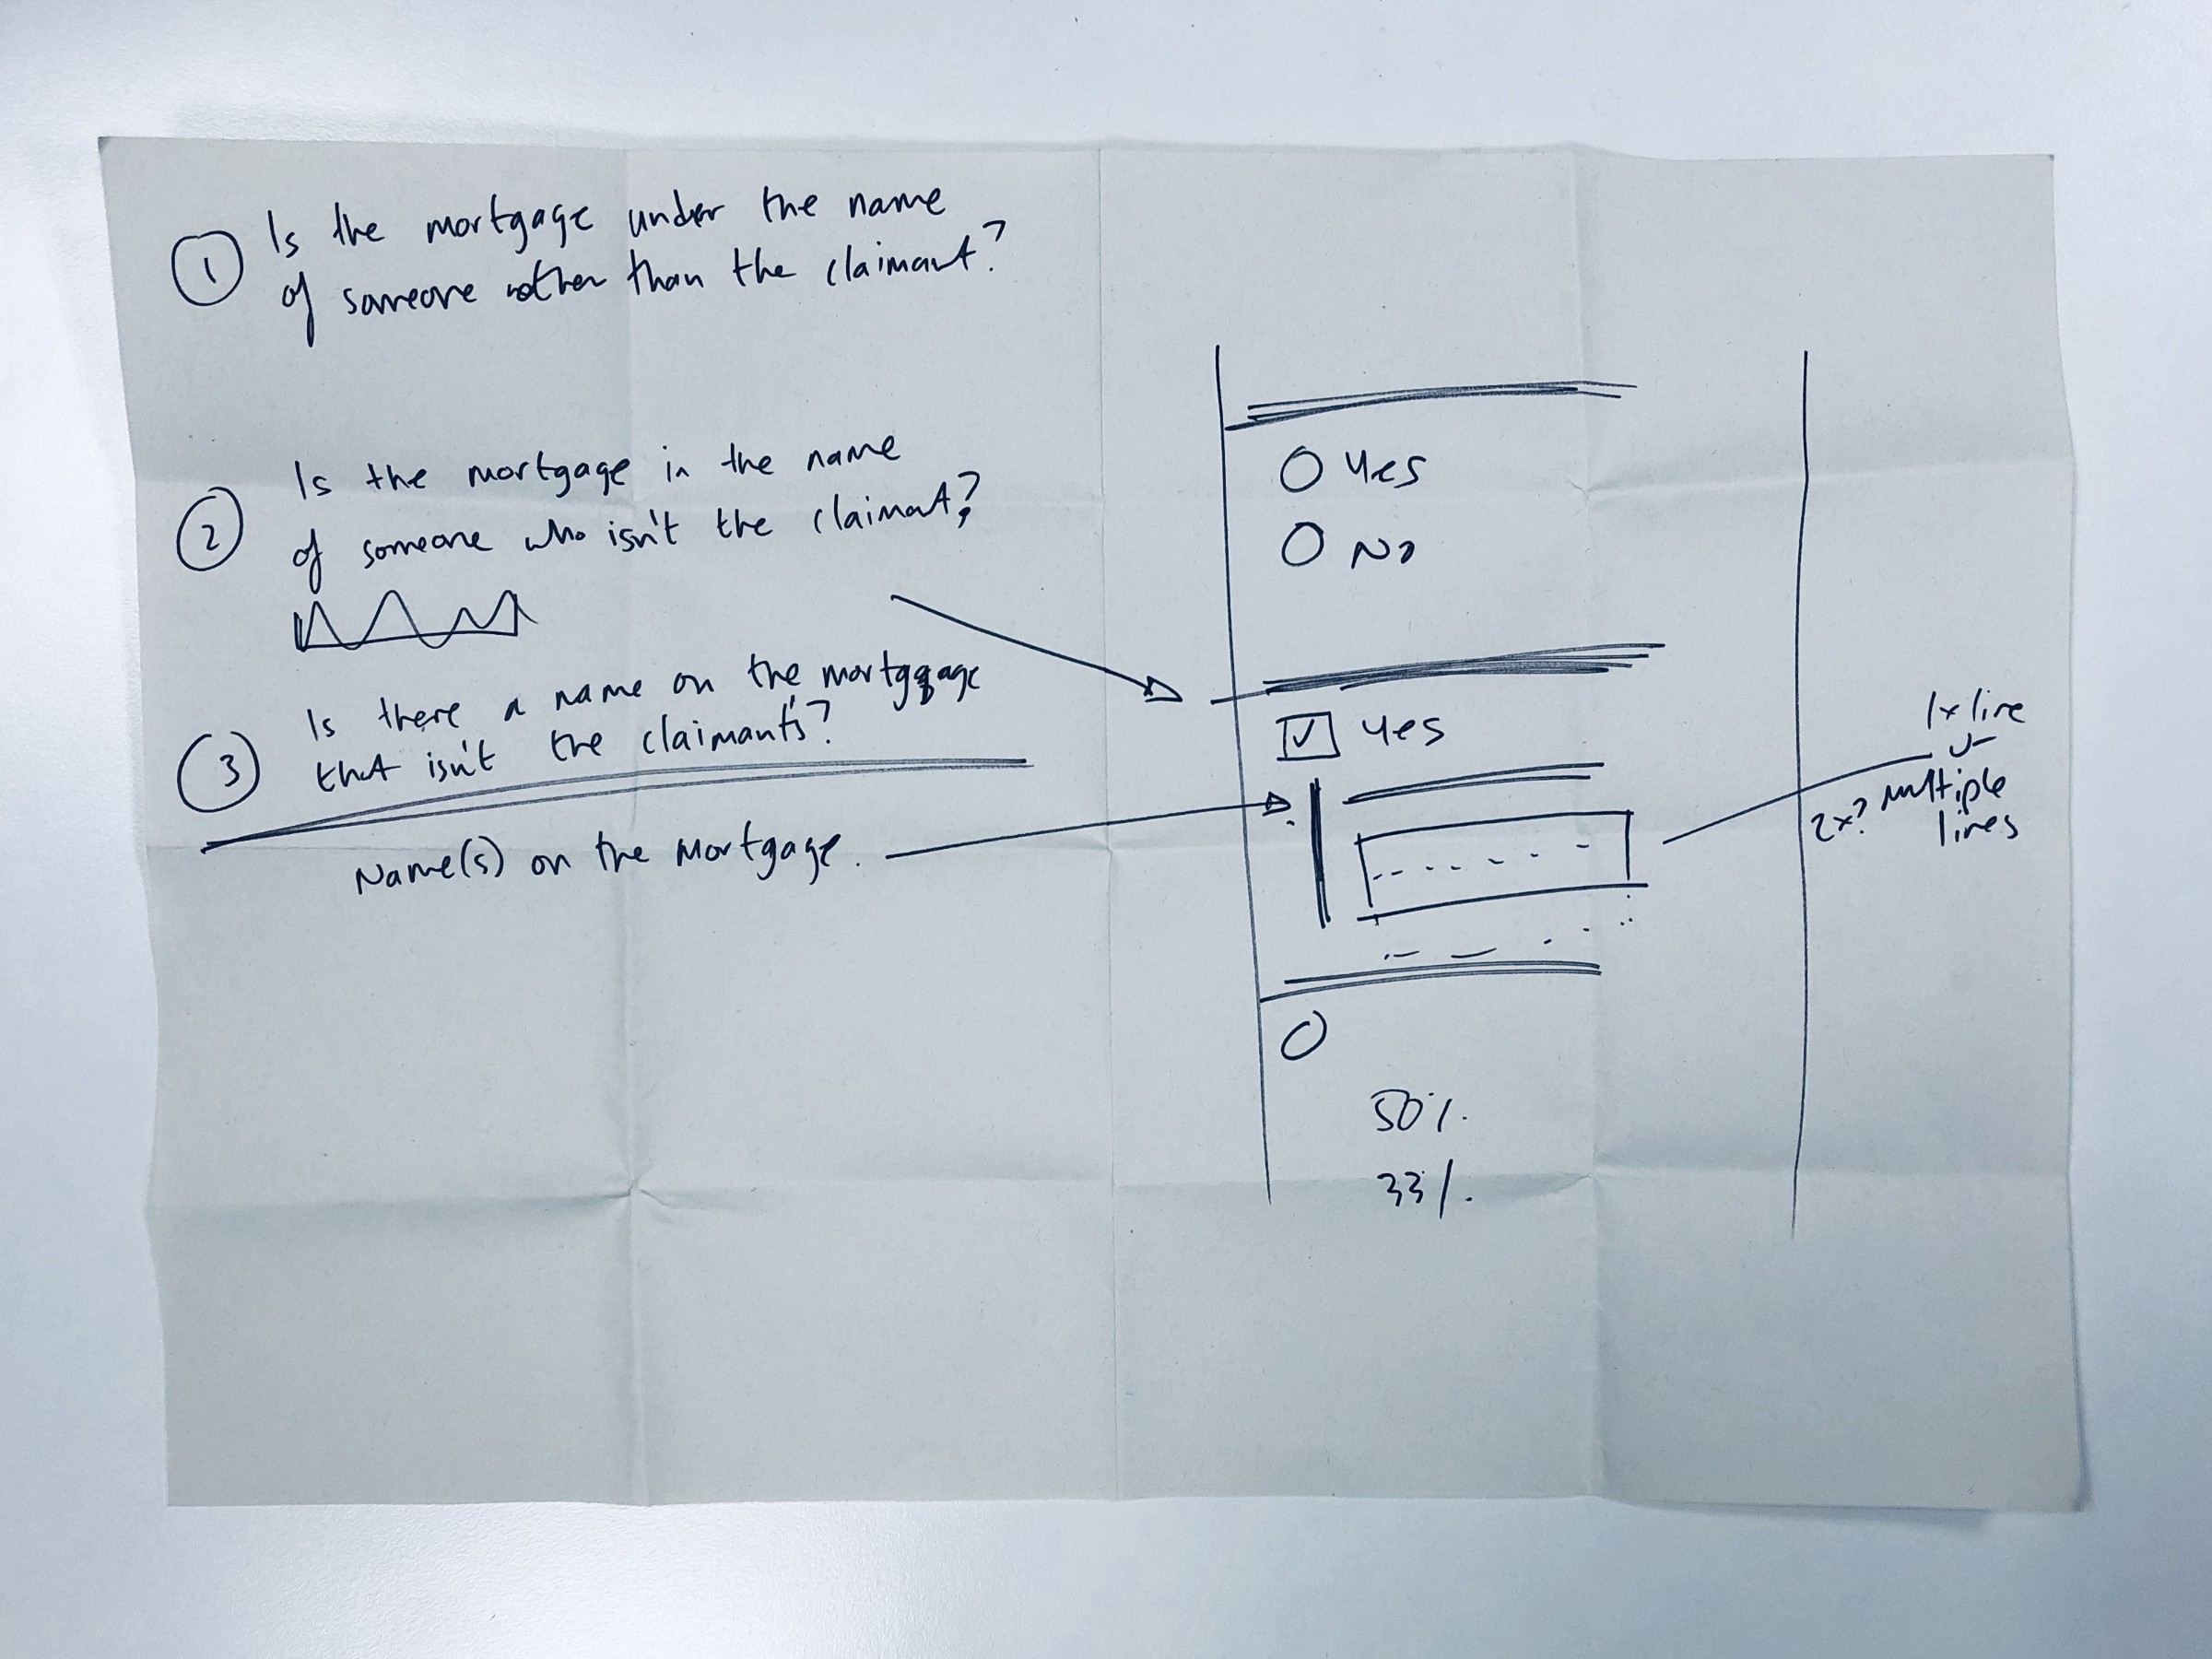 1
Is the mortgage under the name
of someone other than the claimant?
2
Is the mortgage in the name
of someone who isn't the claimant?
3
Is there a name on the mortgage
that isn't the claimant's?
Name(s) on the mortgage.
Yes
No
Yes
1x line
multiple
2x?
lines
50%.
33%.